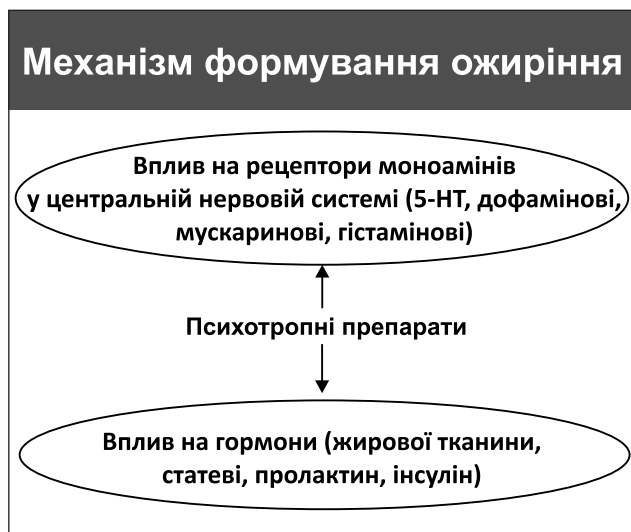 Механізм формування ожиріння
Вплив на рецептори моноамінів
у центральній нервовій системі (5-НТ, дофамінові,
мускаринові, гістамінові)
Психотропні препарати
Вплив на гормони (жирової тканини,
статеві, пролактин, інсулін)